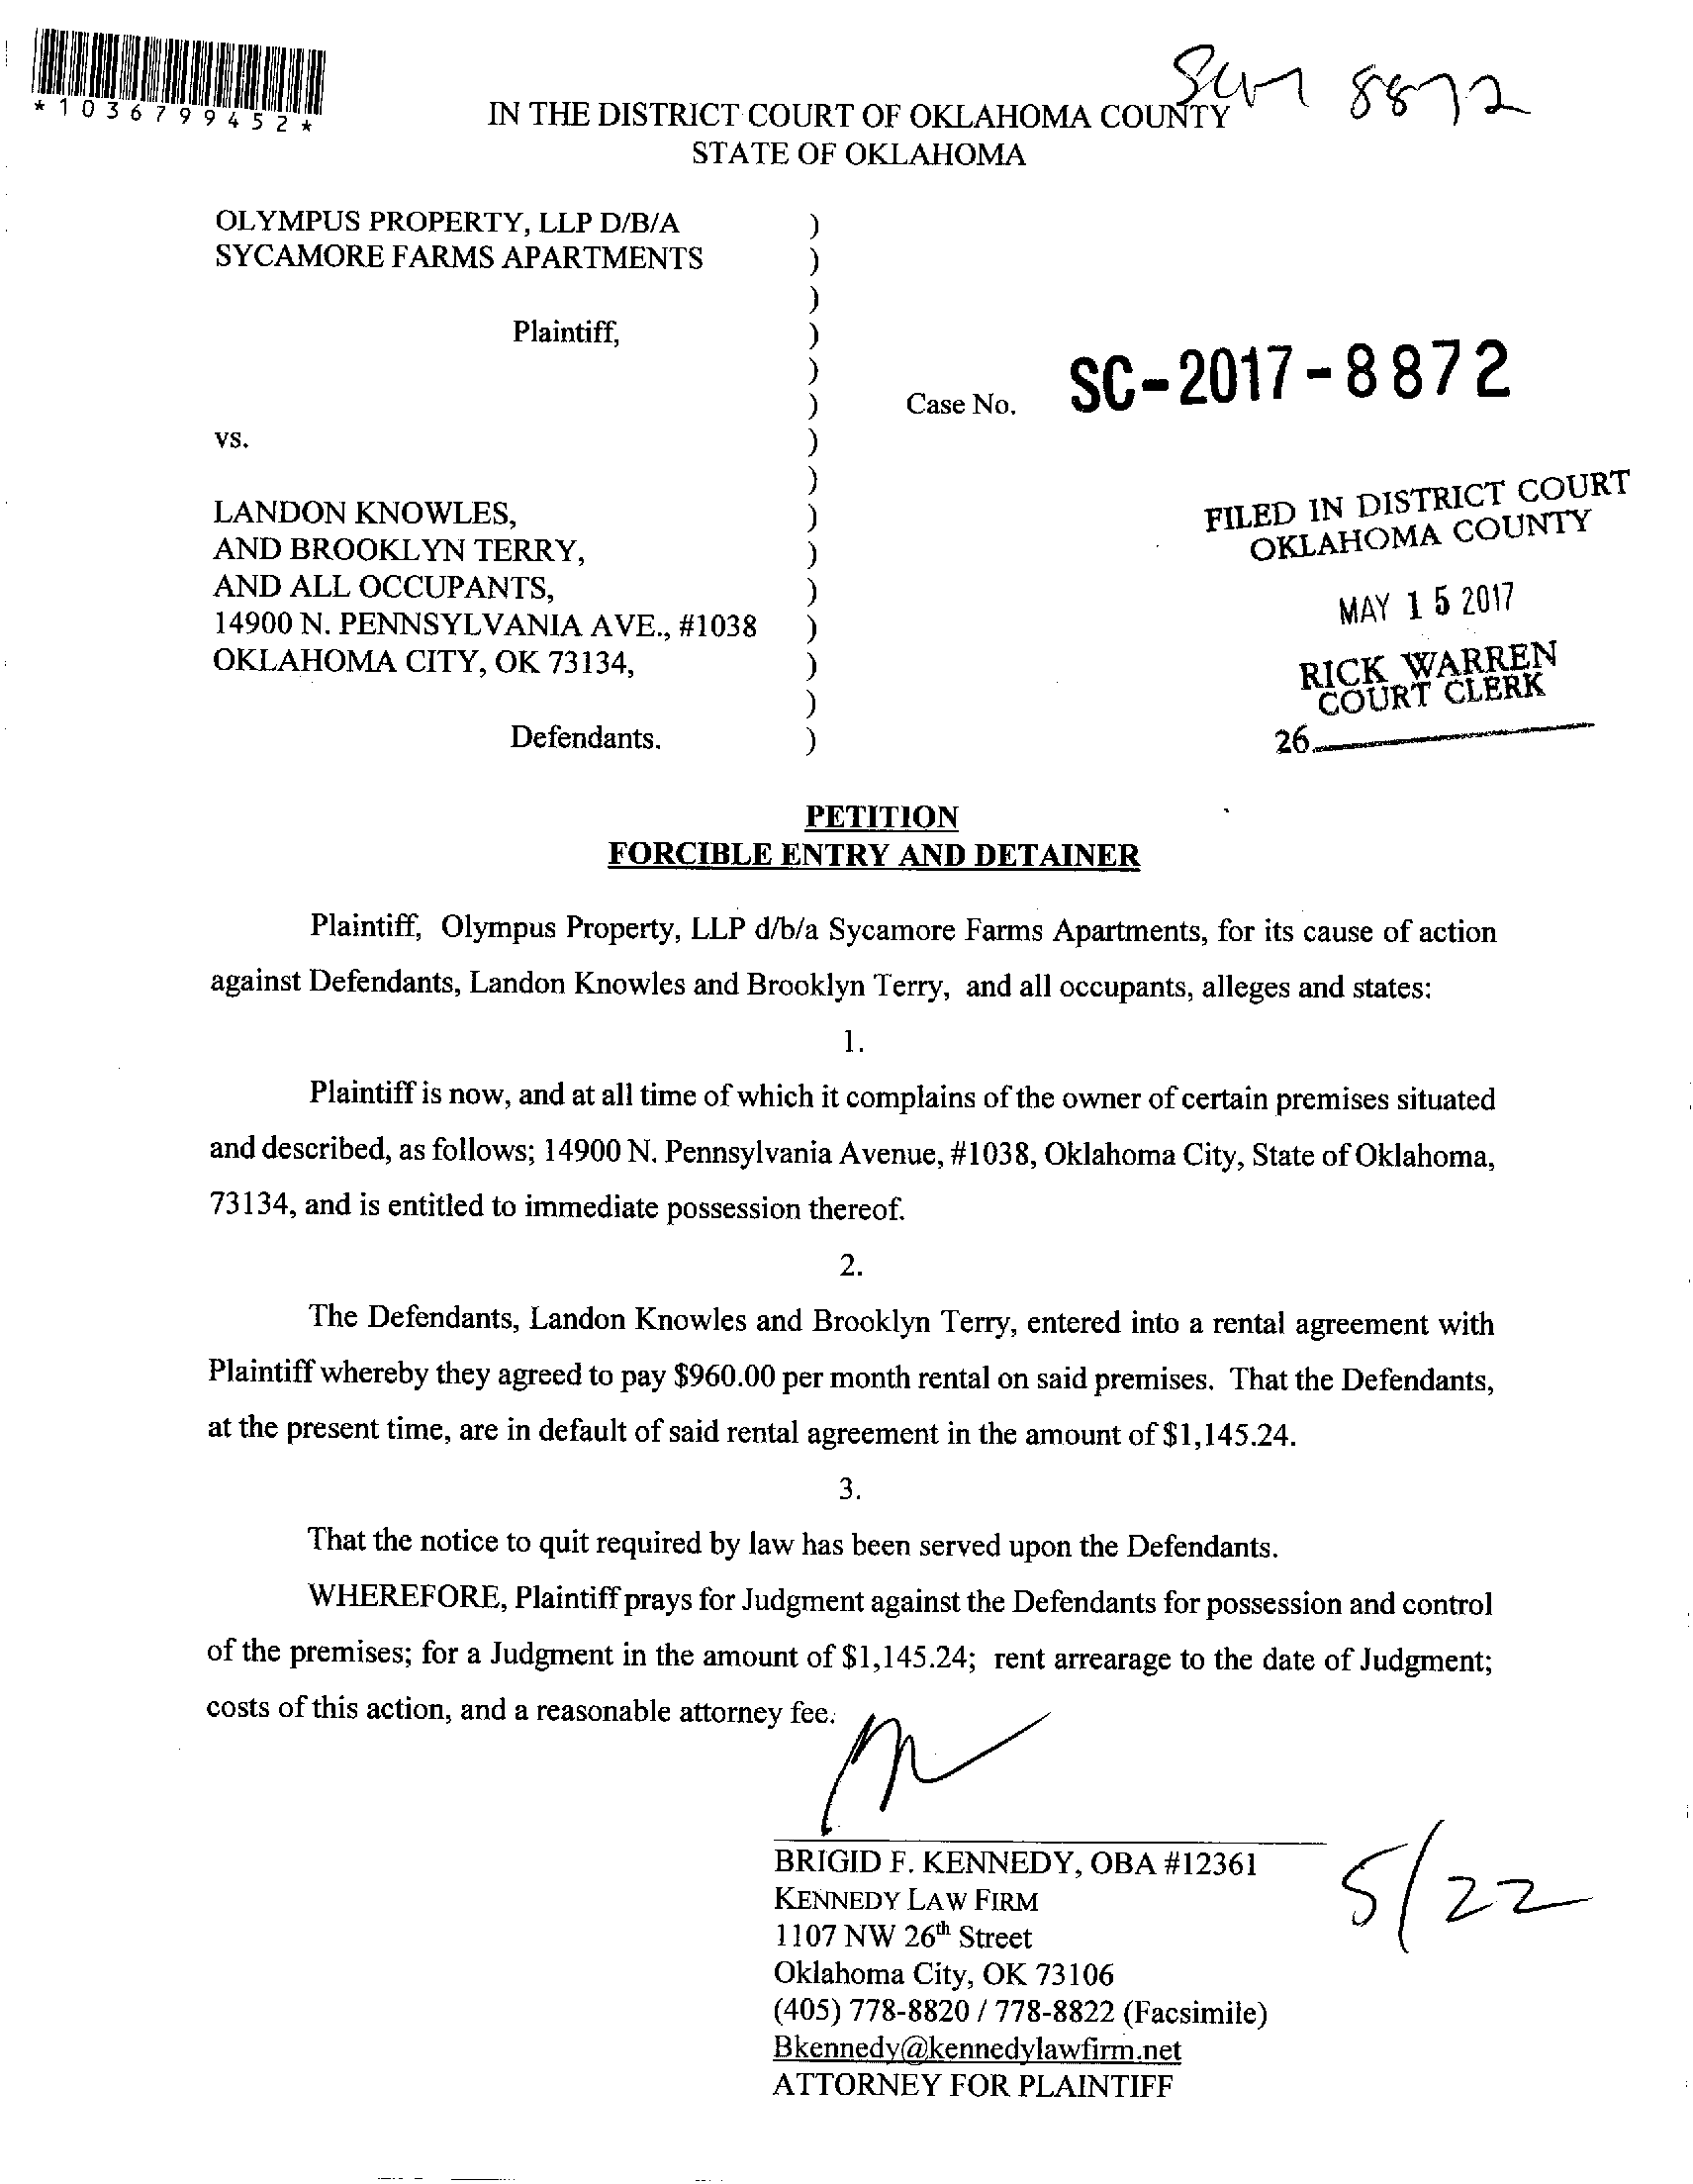 *1036799452*
8872
IN THE DISTRICT COURT OF OKLAHOMA COUNTY
STATE OF OKLAHOMA
OLYMPUS PROPERTY, LLP D/B/A )
SYCAMORE FARMS APARTMENTS )
)
Plaintiff, )
)
) Case No. SC-2017-8872
vs. )
)
LANDON KNOWLES, )
AND BROOKLYN TERRY, )
AND ALL OCCUPANTS, )
14900 N. PENNSYLVANIA AVE., #1038 )
OKLAHOMA CITY, OK 73134, )
)
Defendants. )
FILED IN DISTRICT COURT
OKLAHOMA COUNTY
MAY 15 2017
RICK WARREN
COURT CLERK
26
PETITION
FORCIBLE ENTRY AND DETAINER
Plaintiff, Olympus Property, LLP d/b/a Sycamore Farms Apartments, for its cause of action
against Defendants, Landon Knowles and Brooklyn Terry, and all occupants, alleges and states:
1.
Plaintiff is now, and at all time of which it complains of the owner of certain premises situated
and described, as follows; 14900 N. Pennsylvania Avenue, #1038, Oklahoma City, State of Oklahoma,
73134, and is entitled to immediate possession thereof.
2.
The Defendants, Landon Knowles and Brooklyn Terry, entered into a rental agreement with
Plaintiff whereby they agreed to pay $960.00 per month rental on said premises. That the Defendants,
at the present time, are in default of said rental agreement in the amount of $1,145.24.
3.
That the notice to quit required by law has been served upon the Defendants.
WHEREFORE, Plaintiff prays for Judgment against the Defendants for possession and control
of the premises; for a Judgment in the amount of $1,145.24; rent arrearage to the date of Judgment;
costs of this action, and a reasonable attorney fee.
BRIGID F. KENNEDY, OBA #12361
KENNEDY LAW FIRM
1107 NW 26th Street
Oklahoma City, OK 73106
(405) 778-8820 / 778-8822 (Facsimile)
Bkennedy@kennedylawfirm.net
ATTORNEY FOR PLAINTIFF
5/22